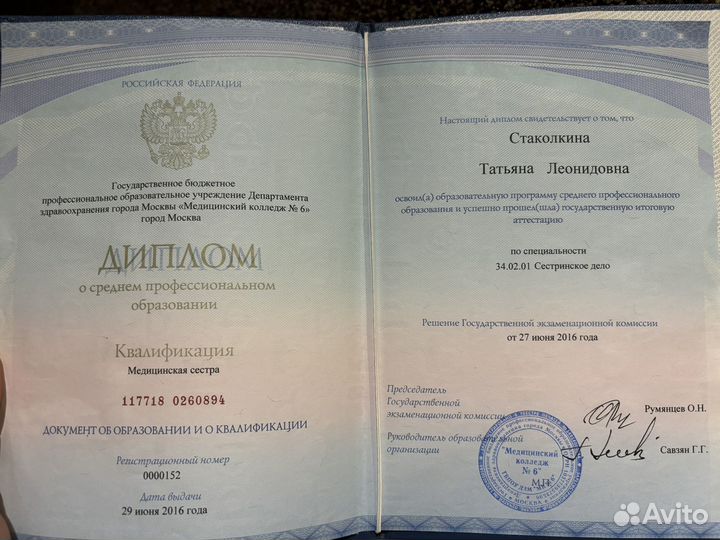 РОССИЙСКАЯ ФЕДЕРАЦИЯ
Государственное бюджетное
профессиональное образовательное учреждение Департамента
здравоохранения города Москвы «Медицинский колледж № 6»
город Москва
ДИПЛОМ
о среднем профессиональном
образовании
Квалификация
Медицинская сестра
117718 0260894
ДОКУМЕНТ ОБ ОБРАЗОВАНИИ И О КВАЛИФИКАЦИИ
Регистрационный номер
0000152
Дата выдачи
29 июня 2016 года
Настоящий диплом свидетельствует о том, что
Стаколкина
Татьяна Леонидовна
освоил(а) образовательную программу среднего профессионального
образования и успешно прошел(шла) государственную итоговую
аттестацию
по специальности
34.02.01 Сестринское дело
Решение Государственной экзаменационной комиссии
от 27 июня 2016 года
Председатель
Государственной
экзаменационной комиссии
Румянцев О.Н.
Руководитель образовательной
организации
Савзян Г.Г.
"Медицинский
колледж
№ 6"
М.П.
Avito